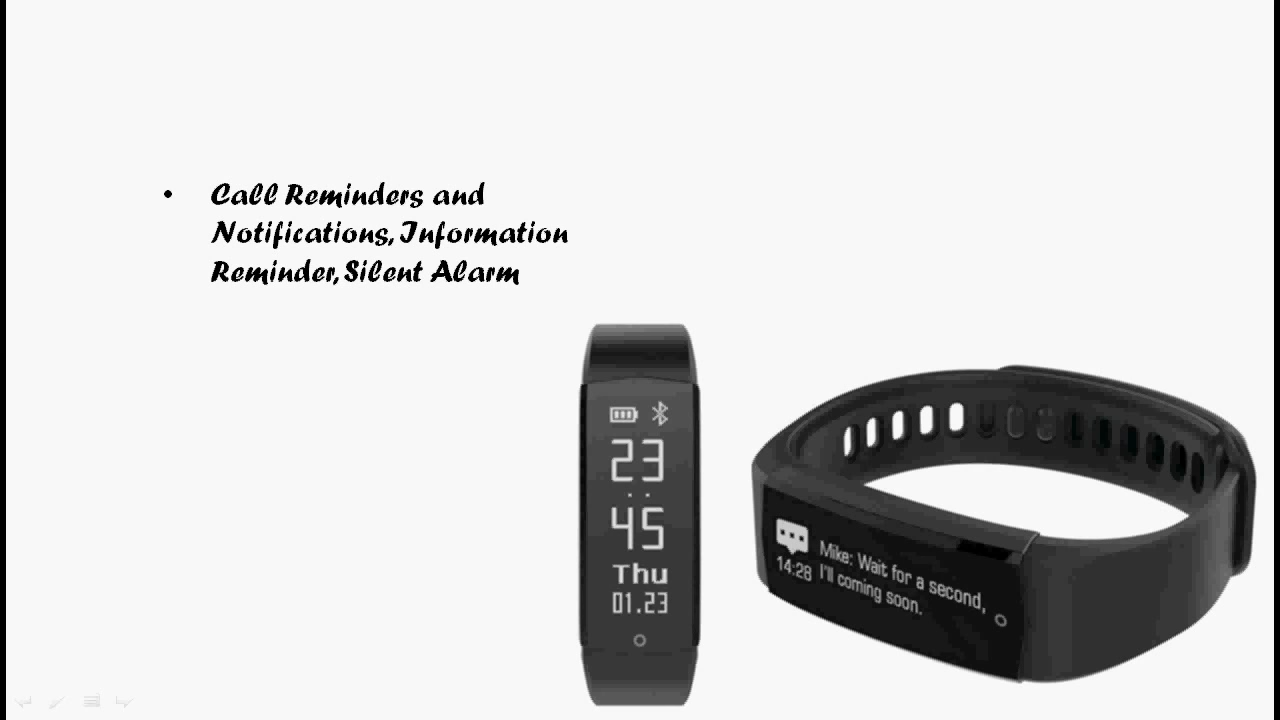 • Call Reminders and
Notifications, Information
Reminder, Silent Alarm
23
45
Thu
01.23
Mike: Wait for a second,
14:28 I'll coming soon.